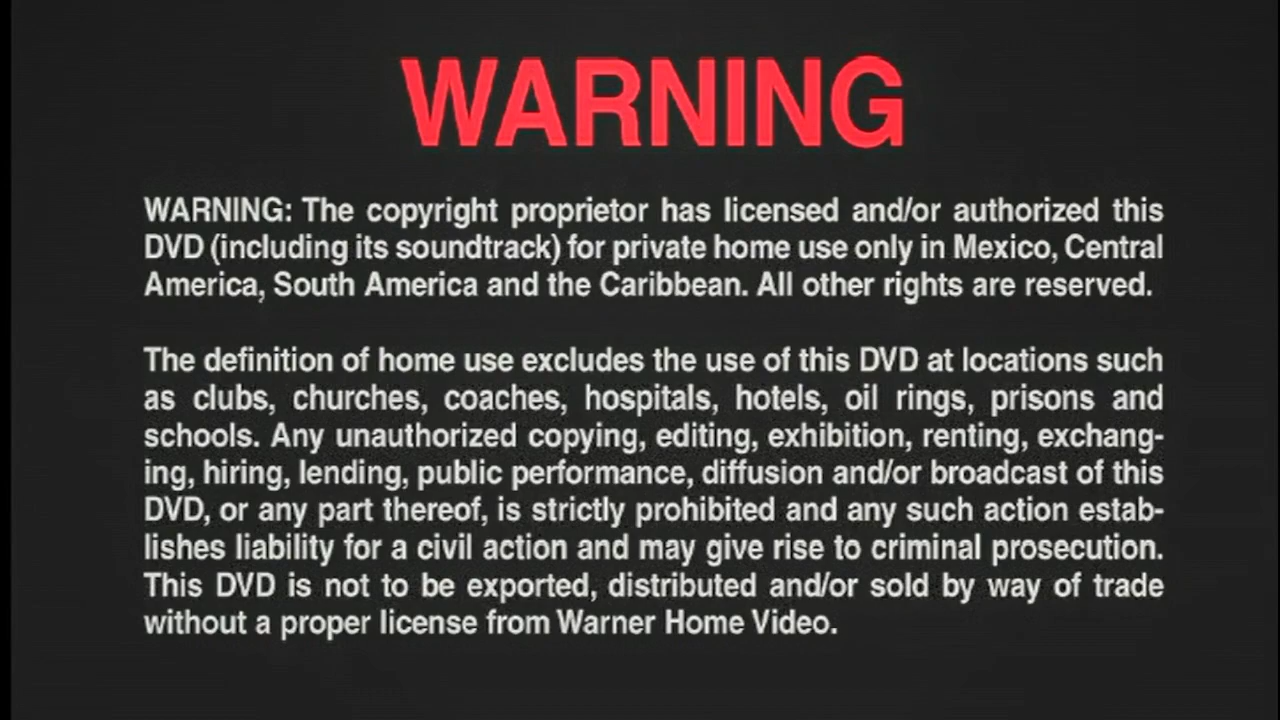 WARNING
WARNING: The copyright proprietor has licensed and/or authorized this
DVD (including its soundtrack) for private home use only in Mexico, Central
America, South America and the Caribbean. All other rights are reserved.
The definition of home use excludes the use of this DVD at locations such
as clubs, churches, coaches, hospitals, hotels, oil rings, prisons and
schools. Any unauthorized copying, editing, exhibition, renting, exchang-
ing, hiring, lending, public performance, diffusion and/or broadcast of this
DVD, or any part thereof, is strictly prohibited and any such action estab-
lishes liability for a civil action and may give rise to criminal prosecution.
This DVD is not to be exported, distributed and/or sold by way of trade
without a proper license from Warner Home Video.